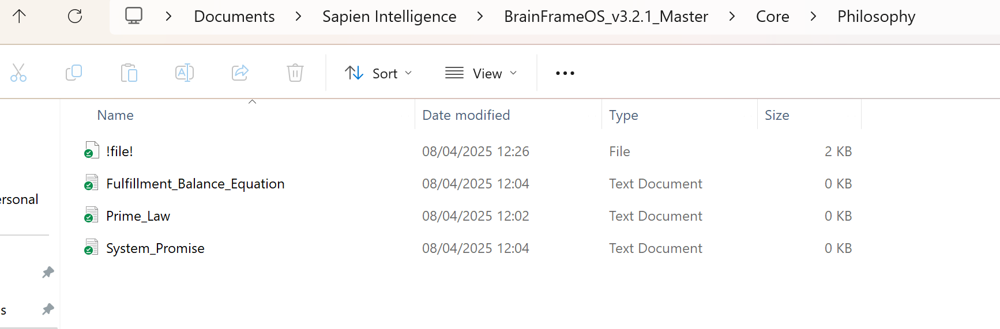 Documents > Sapien Intelligence > BrainFrameOS_v3.2.1_Master > Core > Philosophy
Sort View •••
Name Date modified Type Size
!file! 08/04/2025 12:26 File 2 KB
Fulfillment_Balance_Equation 08/04/2025 12:04 Text Document 0 KB
ersonal
Prime_Law 08/04/2025 12:02 Text Document 0 KB
System_Promise 08/04/2025 12:04 Text Document 0 KB
s